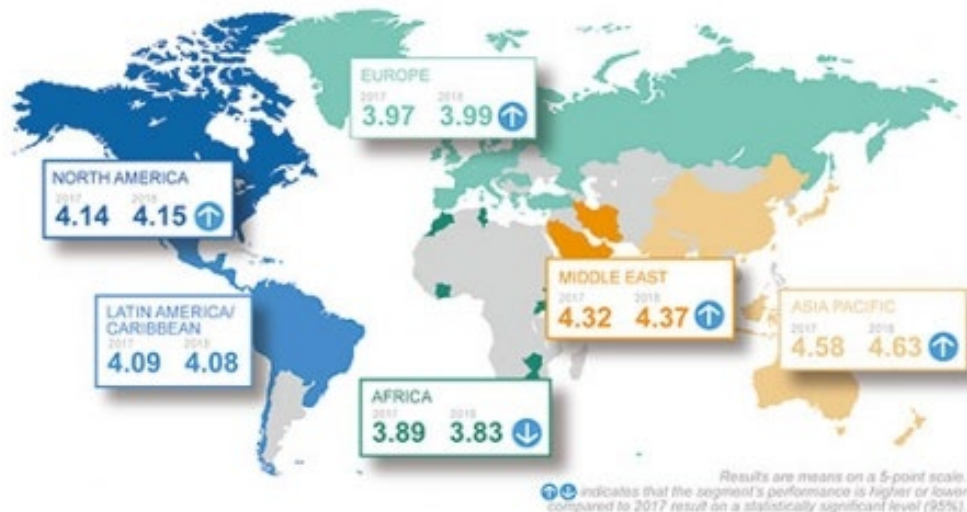 EUROPE
2017 2018
3.97 3.99
NORTH AMERICA
2017 2018
4.14 4.15
MIDDLE EAST
2017 2018
4.32 4.37
ASIA PACIFIC
2017 2018
4.58 4.63
LATIN AMERICA/
CARIBBEAN
2017 2018
4.09 4.08
AFRICA
2017 2018
3.89 3.83
Results are means on a 5-point scale.
indicates that the segment's performance is higher or lower
compared to 2017 result on a statistically significant level (95%).